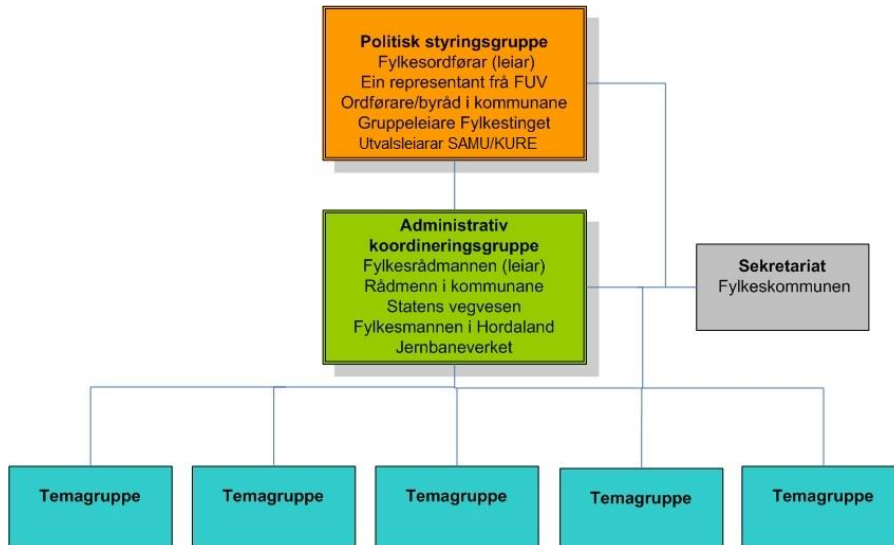 Politisk styringsgruppe
Fylkesordførar (leiar)
Ein representant frå FUV
Ordførare/byråd i kommunane
Gruppeleiare Fylkestinget
Utvalsleiarar SAMU/KURE
Administrativ
koordineringsgruppe
Fylkesrådmannen (leiar)
Rådmenn i kommunane
Statens vegvesen
Fylkesmannen i Hordaland
Jernbaneverket
Sekretariat
Fylkeskommunen
Temagruppe
Temagruppe
Temagruppe
Temagruppe
Temagruppe